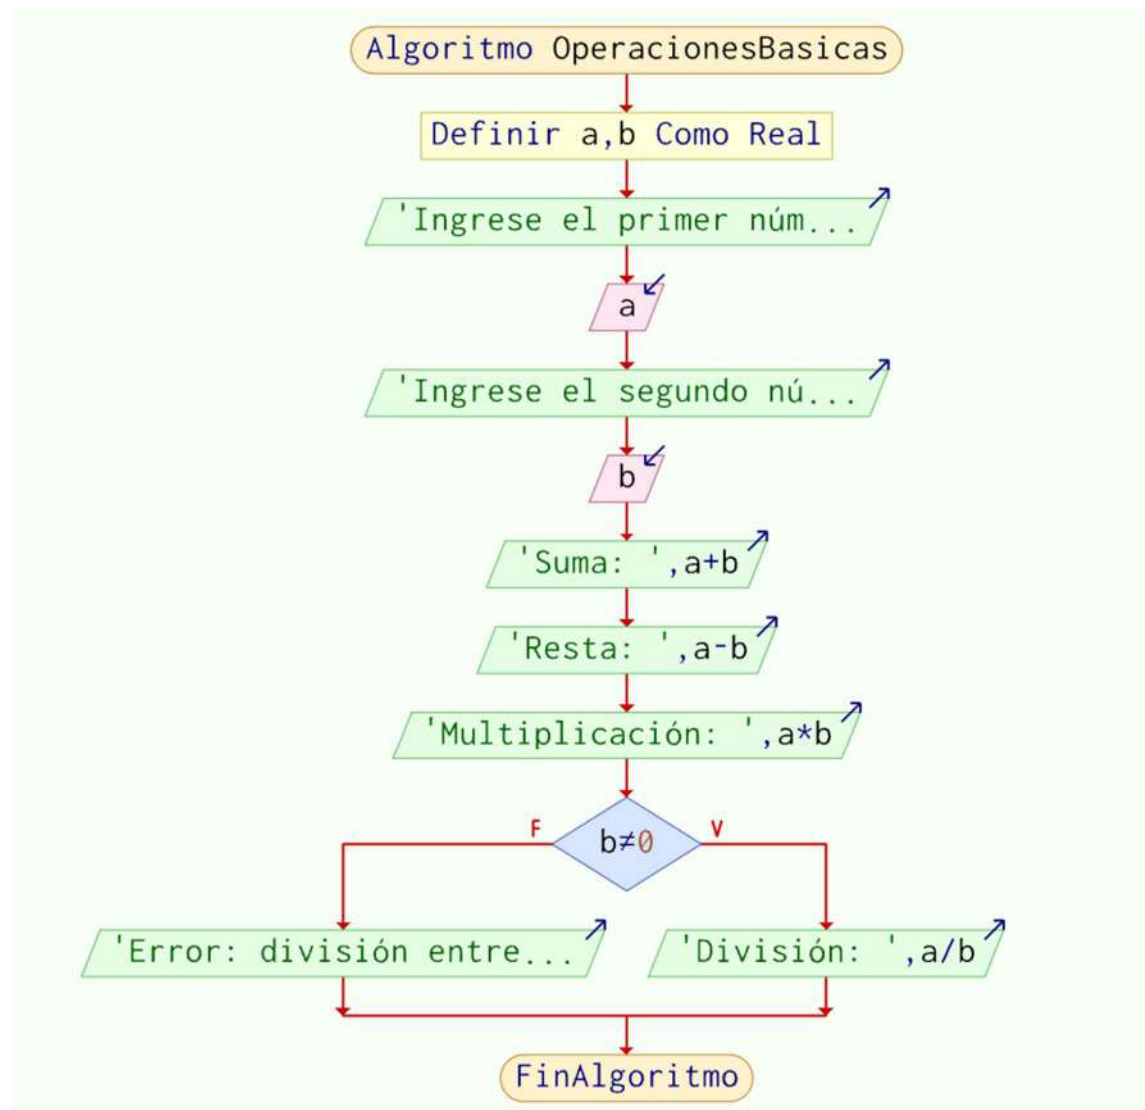 Algoritmo OperacionesBasicas
Definir a,b Como Real
'Ingrese el primer núm...
a
'Ingrese el segundo nú...
b
'Suma: ',a+b
'Resta: ',a-b
'Multiplicación: ',a*b
F
b≠0
V
'Error: división entre...
'División: ',a/b
FinAlgoritmo